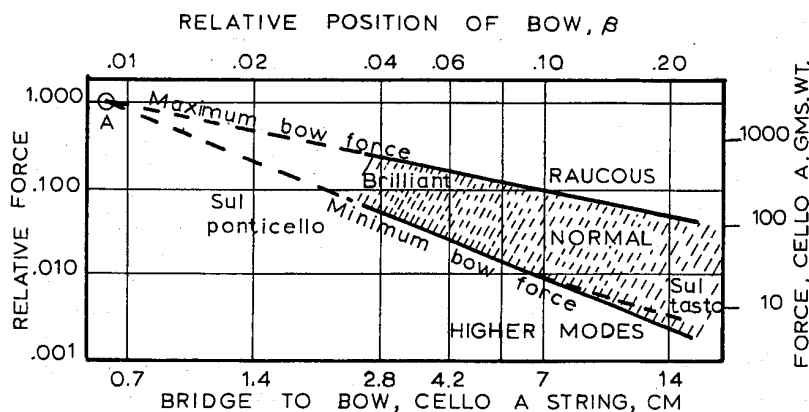 RELATIVE POSITION OF BOW, β
.01 .02 .04 .06 .10 .20
1.000
.100
.010
.001
RELATIVE FORCE
A
Maximum bow force
Brilliant
RAUCOUS
Sul
ponticello
Minimum bow force
NORMAL
Sul
tasto
HIGHER MODES
1000
100
10
FORCE, CELLO A, GMS.WT.
0.7 1.4 2.8 4.2 7 14
BRIDGE TO BOW, CELLO A STRING, CM